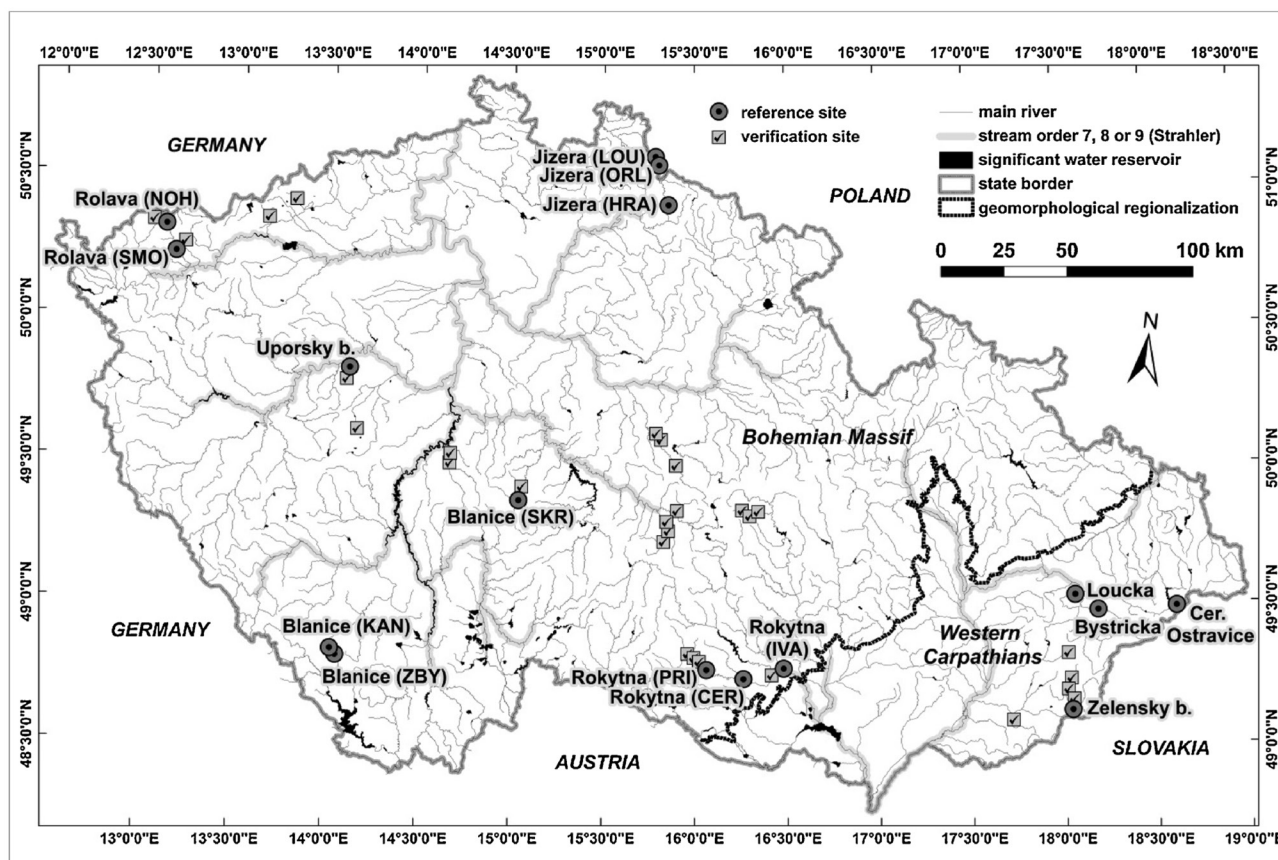 12°0'0"E 12°30'0"E 13°0'0"E 13°30'0"E 14°0'0"E 14°30'0"E 15°0'0"E 15°30'0"E 16°0'0"E 16°30'0"E 17°0'0"E 17°30'0"E 18°0'0"E 18°30'0"E
reference site
verification site
main river
stream order 7, 8 or 9 (Strahler)
significant water reservoir
state border
geomorphological regionalization
0 25 50 100 km
N
GERMANY
POLAND
Jizera (LOU)
Jizera (ORL)
Jizera (HRA)
Rolava (NOH)
Rolava (SMO)
Uporsky b.
Bohemian Massif
Blanice (SKR)
Blanice (KAN)
Blanice (ZBY)
GERMANY
Rokytna
(IVA)
Rokytna (PRI)
Rokytna (CER)
Western
Carpathians
Loucka
Bystricka
Cer.
Ostravice
Zelensky b.
AUSTRIA
SLOVAKIA
50°30'0"N
50°0'0"N
49°30'0"N
49°0'0"N
48°30'0"N
51°0'0"N
50°30'0"N
50°0'0"N
49°30'0"N
49°0'0"N
13°0'0"E 13°30'0"E 14°0'0"E 14°30'0"E 15°0'0"E 15°30'0"E 16°0'0"E 16°30'0"E 17°0'0"E 17°30'0"E 18°0'0"E 18°30'0"E 19°0'0"E